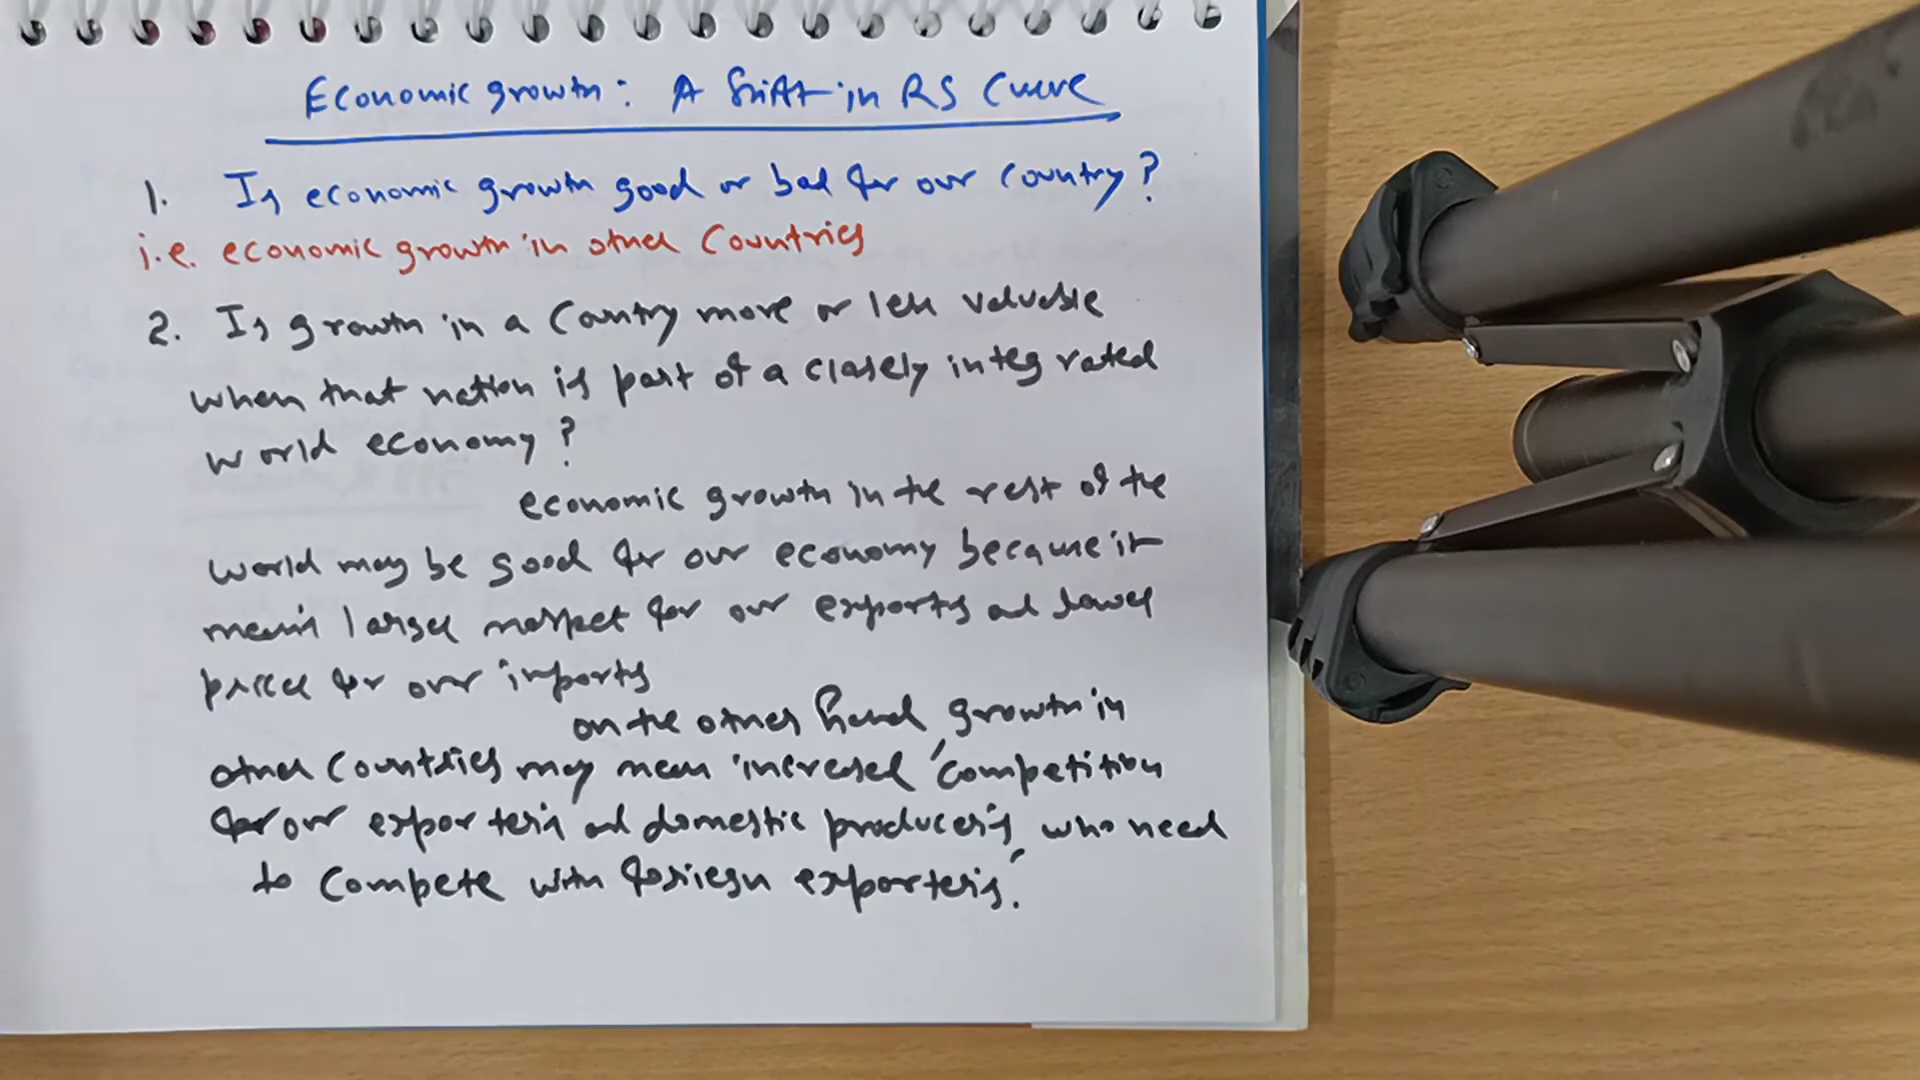 Economic growth: A Shift in RS Curve
1. Is economic growth good or bad for our country?
i.e. economic growth in other Countries
2. Is growth in a Country more or less valuable
when that nation is part of a closely integrated
world economy?
economic growth in the rest of the
world may be good for our economy because it
means larger market for our exports and lower
prices for our imports
on the other hand, growth in
other Countries may mean increased 'competition
for our exporters and domestic producers, who need
to compete with foreign exporters.'